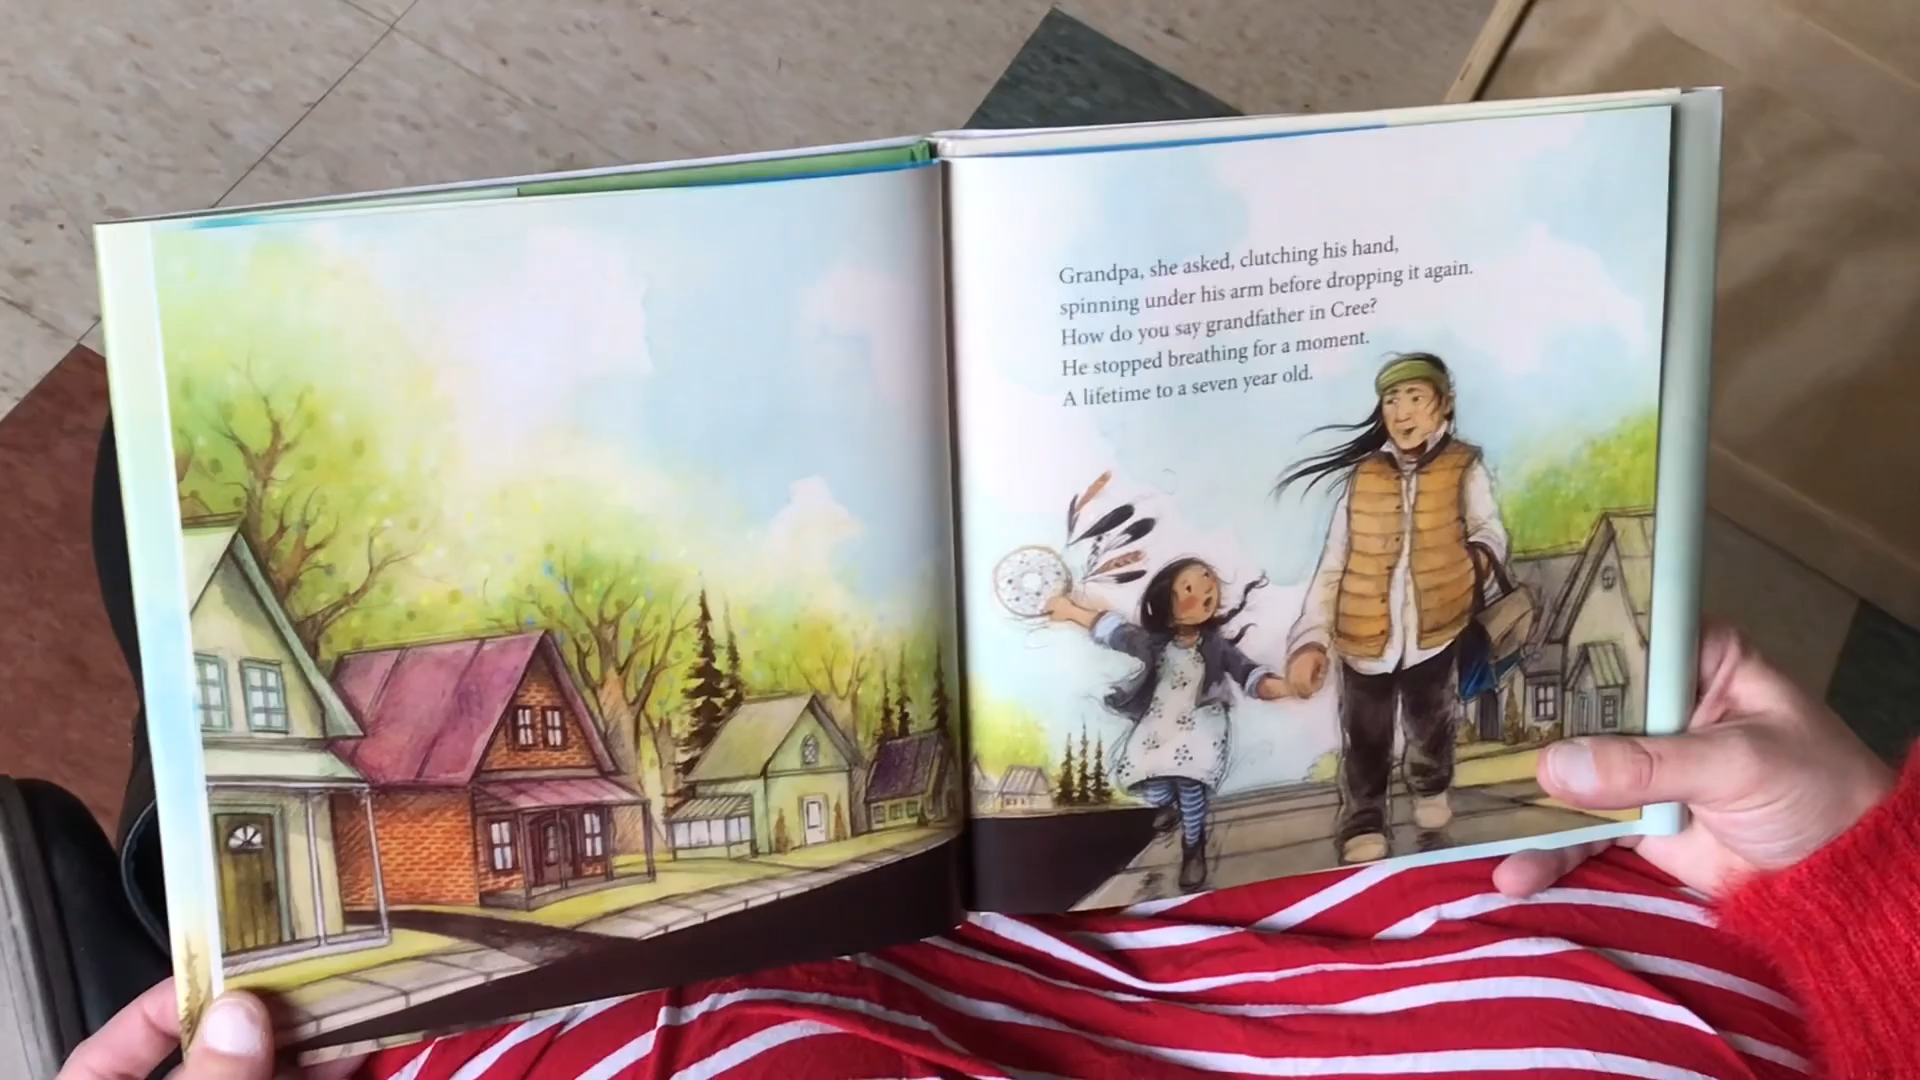 Grandpa, she asked, clutching his hand,
spinning under his arm before dropping it again.
How do you say grandfather in Cree?
He stopped breathing for a moment.
A lifetime to a seven year old.